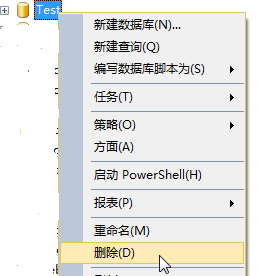 Test
新建数据库(N)...
新建查询(Q)
编写数据库脚本为(S)
任务(T)
策略(O)
方面(A)
启动 PowerShell(H)
报表(P)
重命名(M)
删除(D)